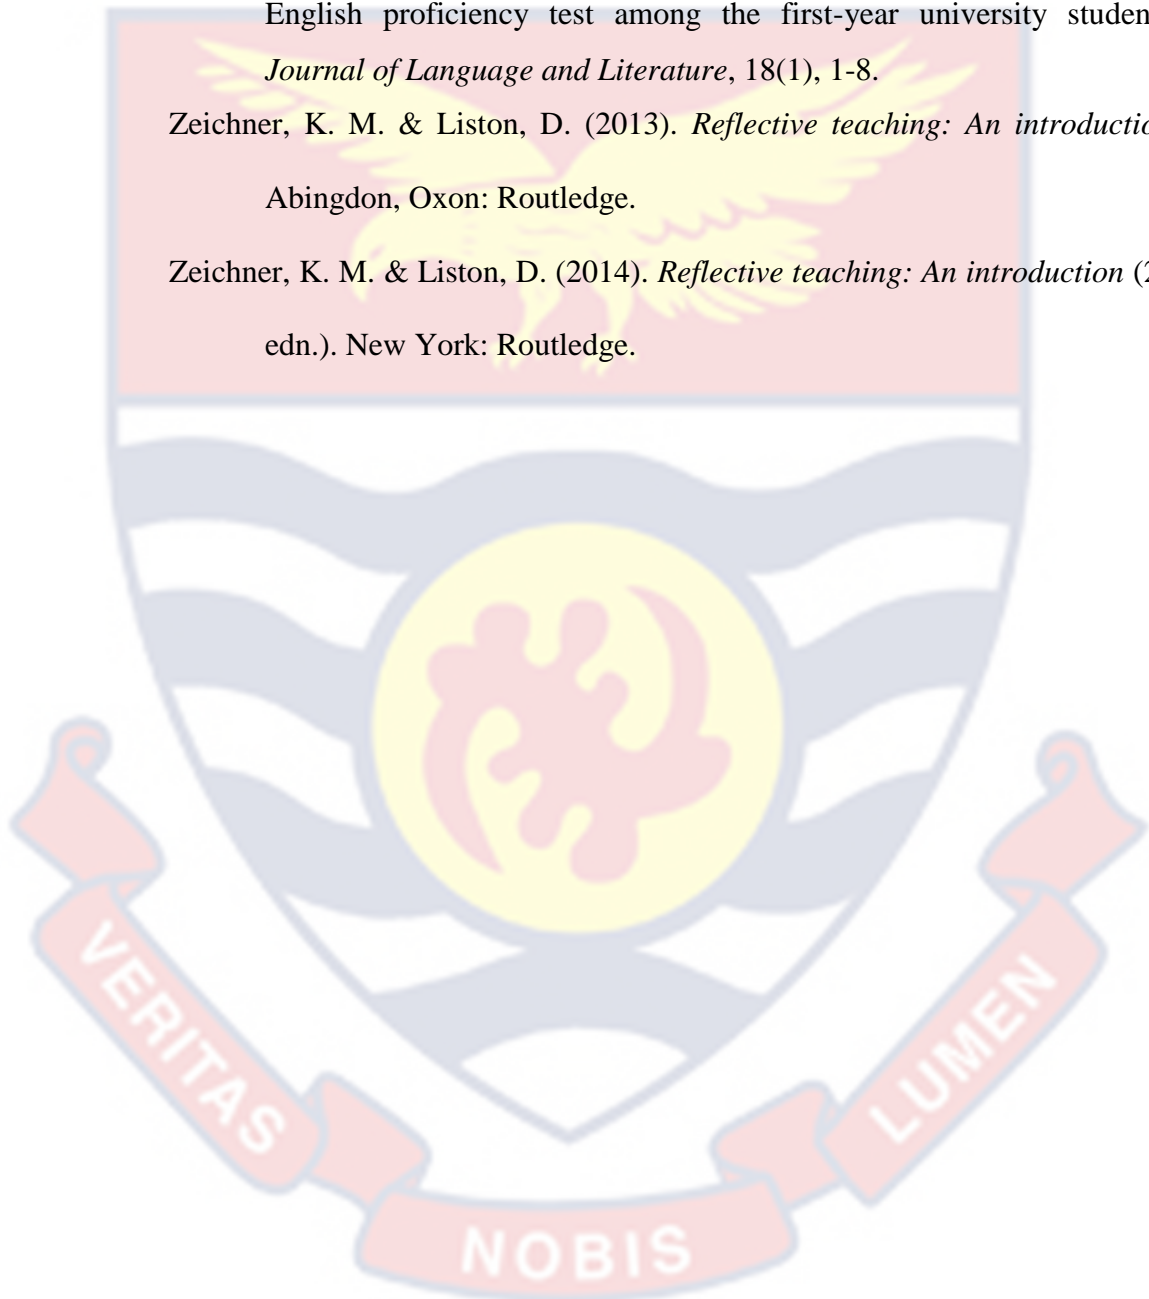 English proficiency test among the first-year university
Journal of Language and Literature, 18(1), 1-8.
Zeichner, K. M. & Liston, D. (2013). Reflective teaching: An
Abingdon, Oxon: Routledge.
Zeichner, K. M. & Liston, D. (2014). Reflective teaching: An introduction
edn.). New York: Routledge.
VERITAS
NOBIS
LUMEN